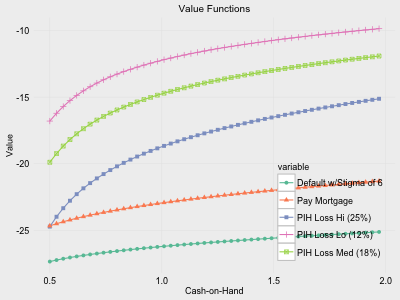 Value Functions
-10
-15
-20
-25
Value
0.5
1.0
1.5
2.0
Cash-on-Hand
variable
Default w/Stigma of 6
Pay Mortgage
PIH Loss Hi (25%)
PIH Loss Lo (12%)
PIH Loss Med (18%)